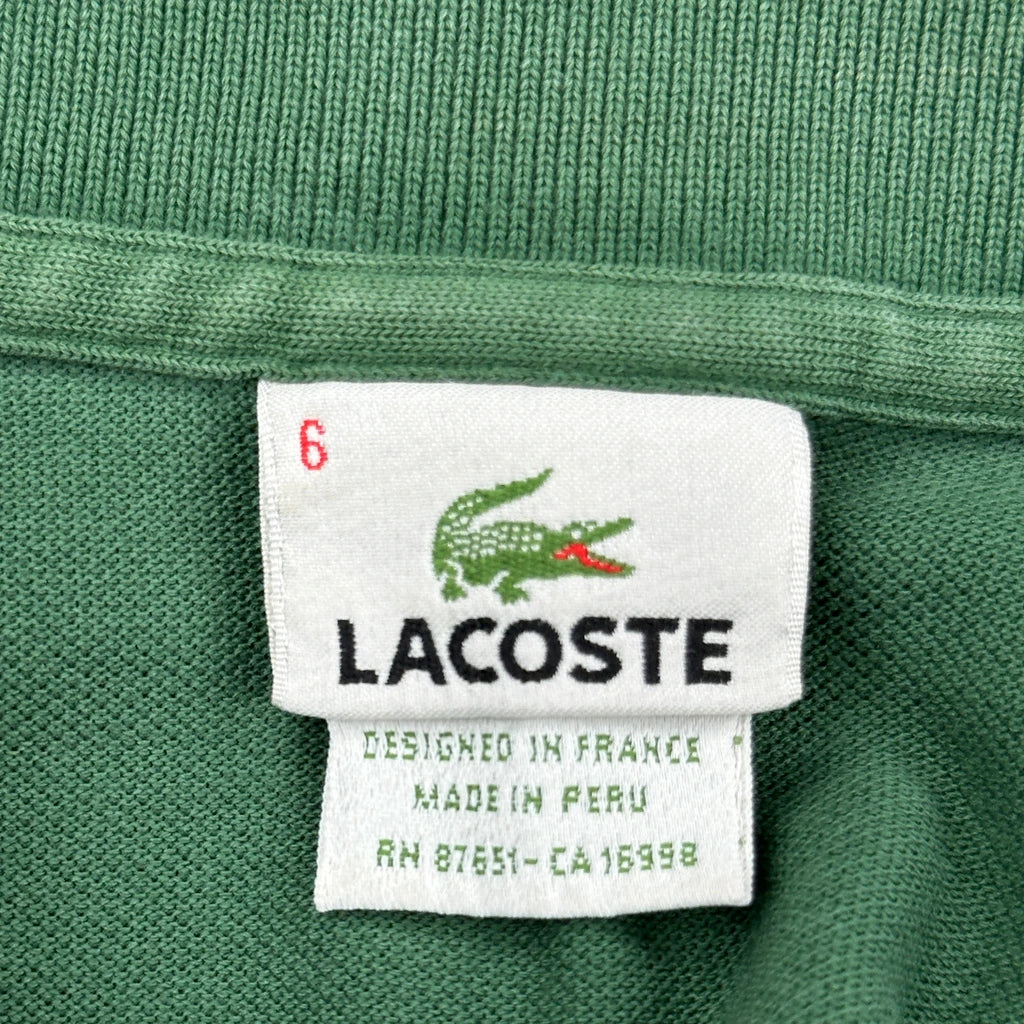 6
LACOSTE
DESIGNED IN FRANCE
MADE IN PERU
RN 87651-CA 16998